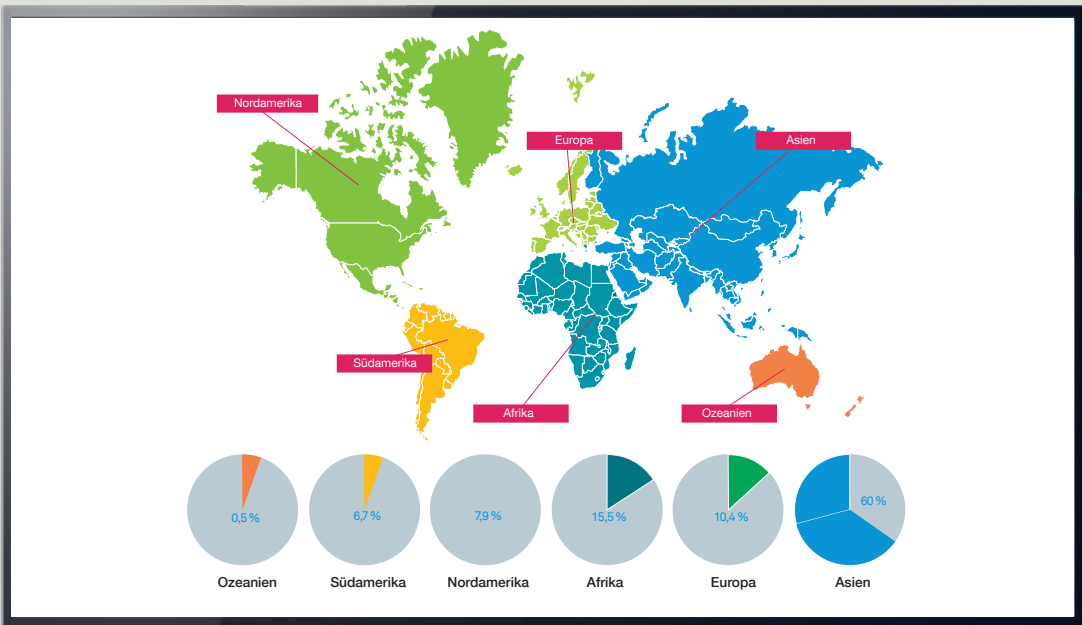 Nordamerika
Europa
Asien
Südamerika
Afrika
Ozeanien
0,5 %
6,7 %
7,9 %
15,5 %
10,4 %
60 %
Ozeanien
Südamerika
Nordamerika
Afrika
Europa
Asien